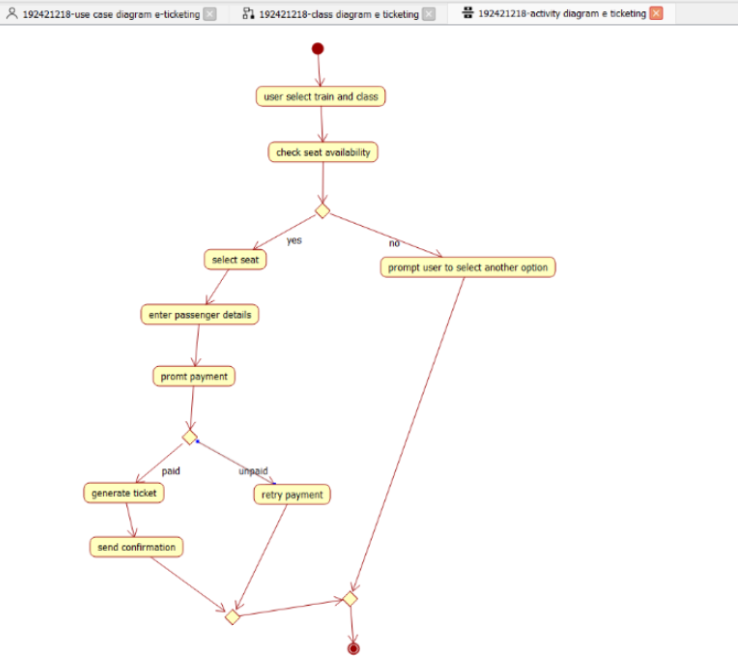 192421218-use case diagram e-ticketing
192421218-class diagram e ticketing
192421218-activity diagram e ticketing
user select train and class
check seat availability
yes
no
select seat
prompt user to select another option
enter passenger details
promt payment
paid
unpaid
generate ticket
retry payment
send confirmation